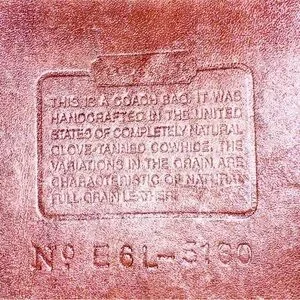 THIS IS A COACH BAG. IT WAS
HANDCRAFTED IN THE UNITED
STATES OF COMPLETELY NATURAL
GLOVE-TANNED COWHIDE. THE
VARIATIONS IN THE GRAIN ARE
CHARACTERISTIC OF NATURAL
FULL GRAIN LEATHER.
Nº E6L-5130